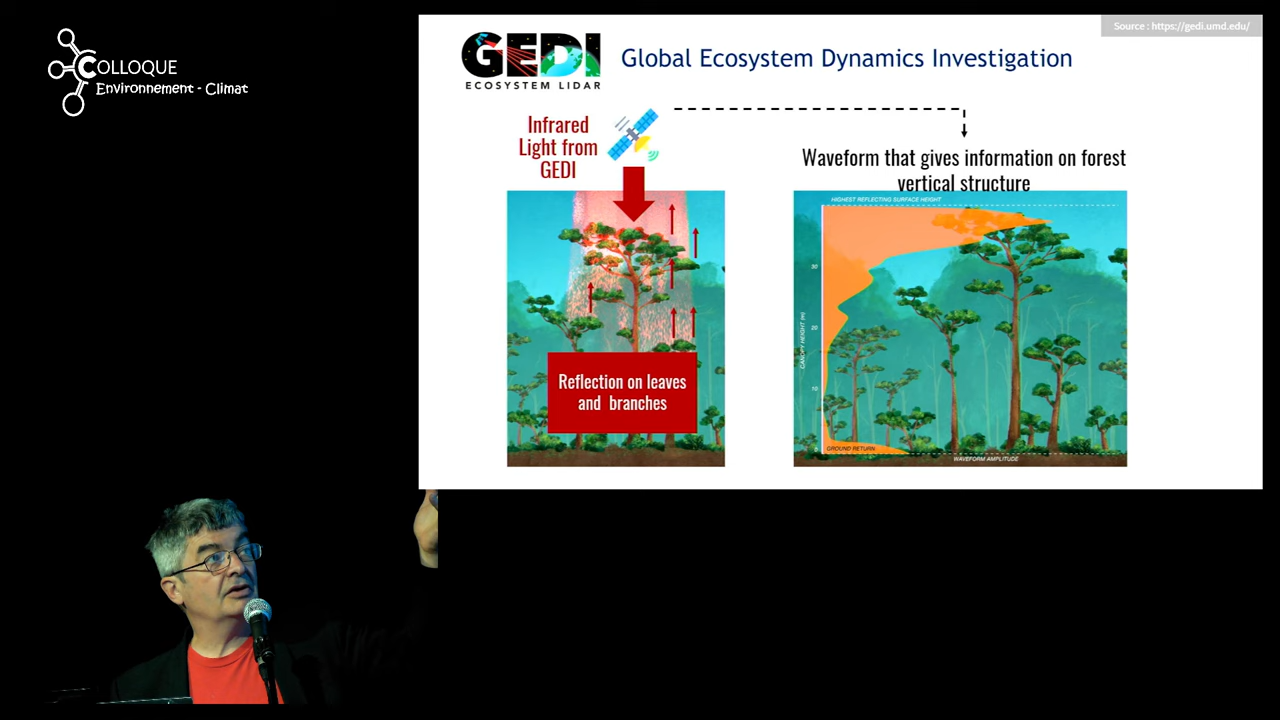 COLLOQUE
Environnement - Climat
Source : https://gedi.umd.edu/
GEDI
ECOSYSTEM LIDAR
Global Ecosystem Dynamics Investigation
Infrared
Light from
GEDI
Reflection on leaves
and branches
Waveform that gives information on forest
vertical structure
HIGHEST REFLECTING SURFACE HEIGHT
30
20
10
0
CANOPY HEIGHT (m)
GROUND RETURN
WAVEFORM AMPLITUDE